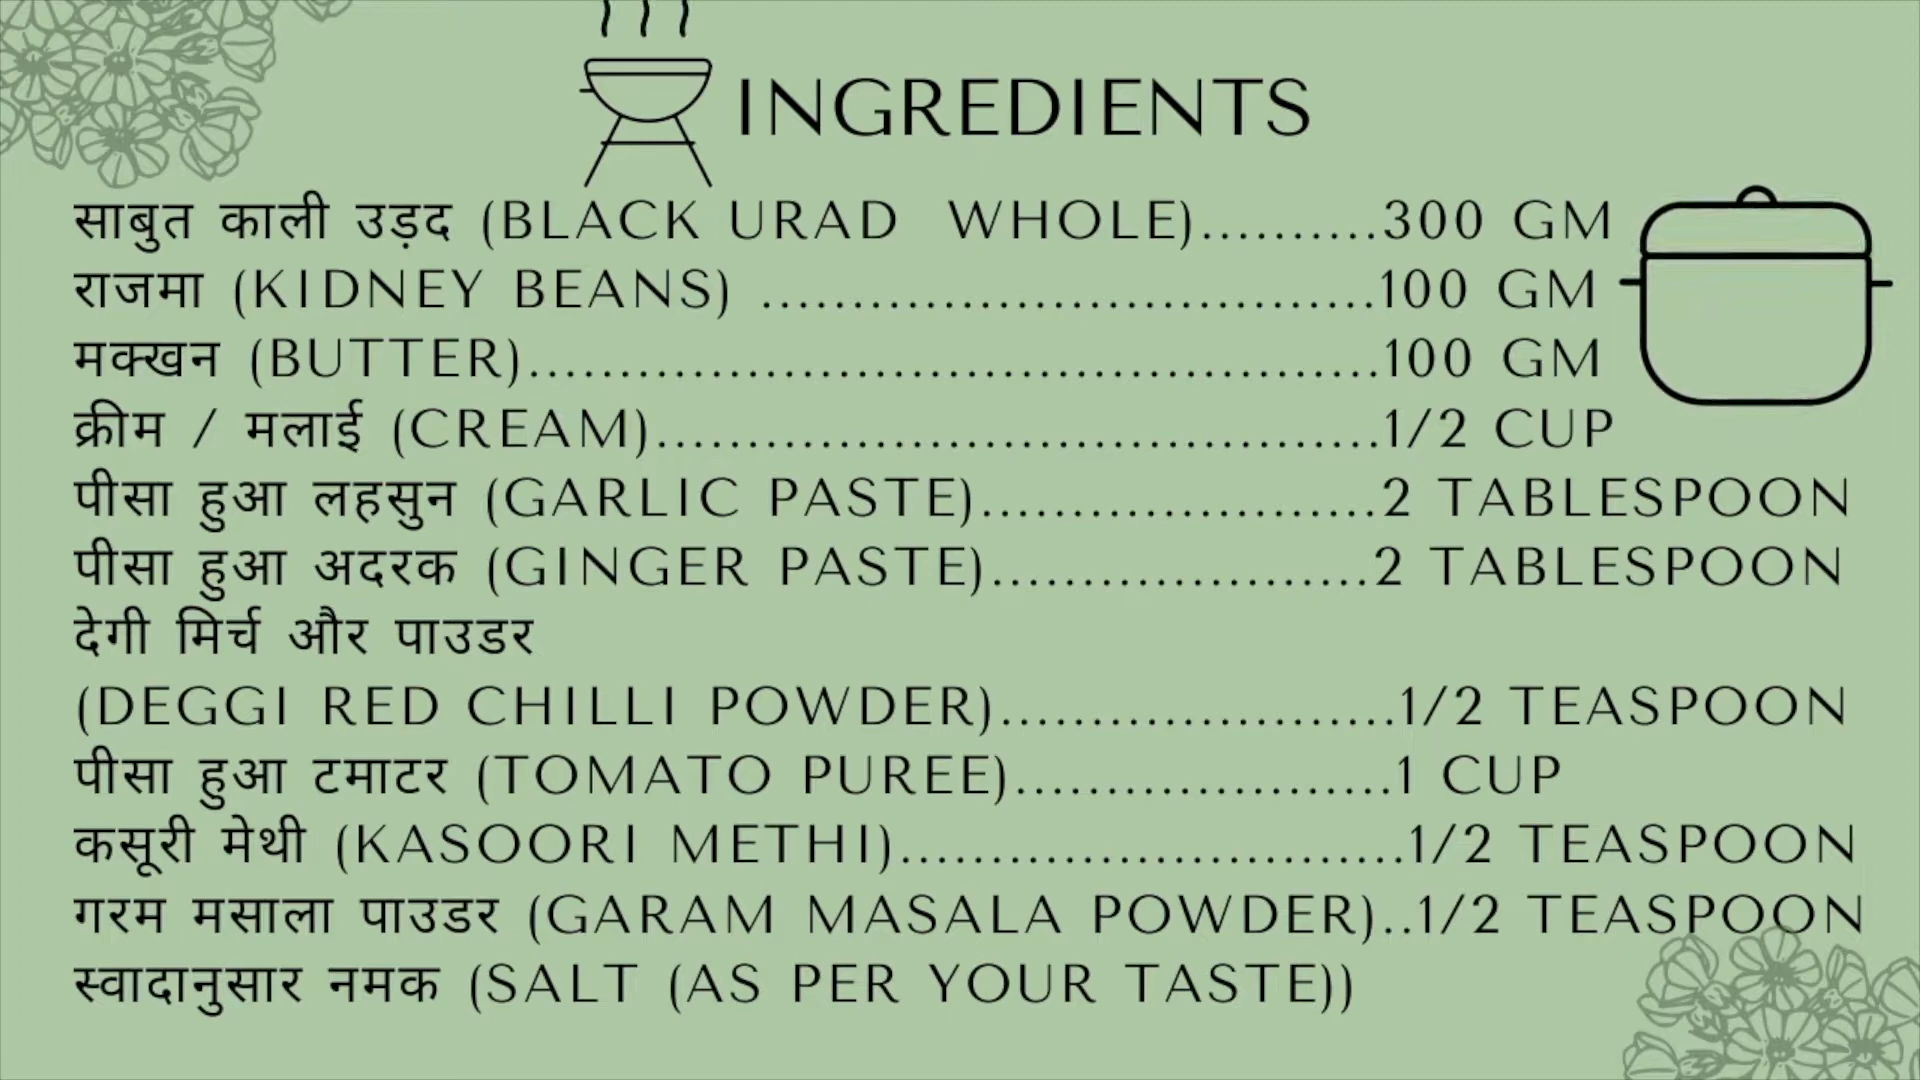 INGREDIENTS
साबुत काली उड़द (BLACK URAD WHOLE)..........300 GM
राजमा (KIDNEY BEANS) ...................................100 GM
मक्खन (BUTTER)................................................100 GM
क्रीम / मलाई (CREAM).........................................1/2 CUP
पीसा हुआ लहसुन (GARLIC PASTE)......................2 TABLESPOON
पीसा हुआ अदरक (GINGER PASTE).....................2 TABLESPOON
देगी मिर्च और पाउडर
(DEGGI RED CHILLI POWDER)......................1/2 TEASPOON
पीसा हुआ टमाटर (TOMATO PUREE).....................1 CUP
कसूरी मेथी (KASOORI METHI)............................1/2 TEASPOON
गरम मसाला पाउडर (GARAM MASALA POWDER)..1/2 TEASPOON
स्वादानुसार नमक (SALT (AS PER YOUR TASTE))